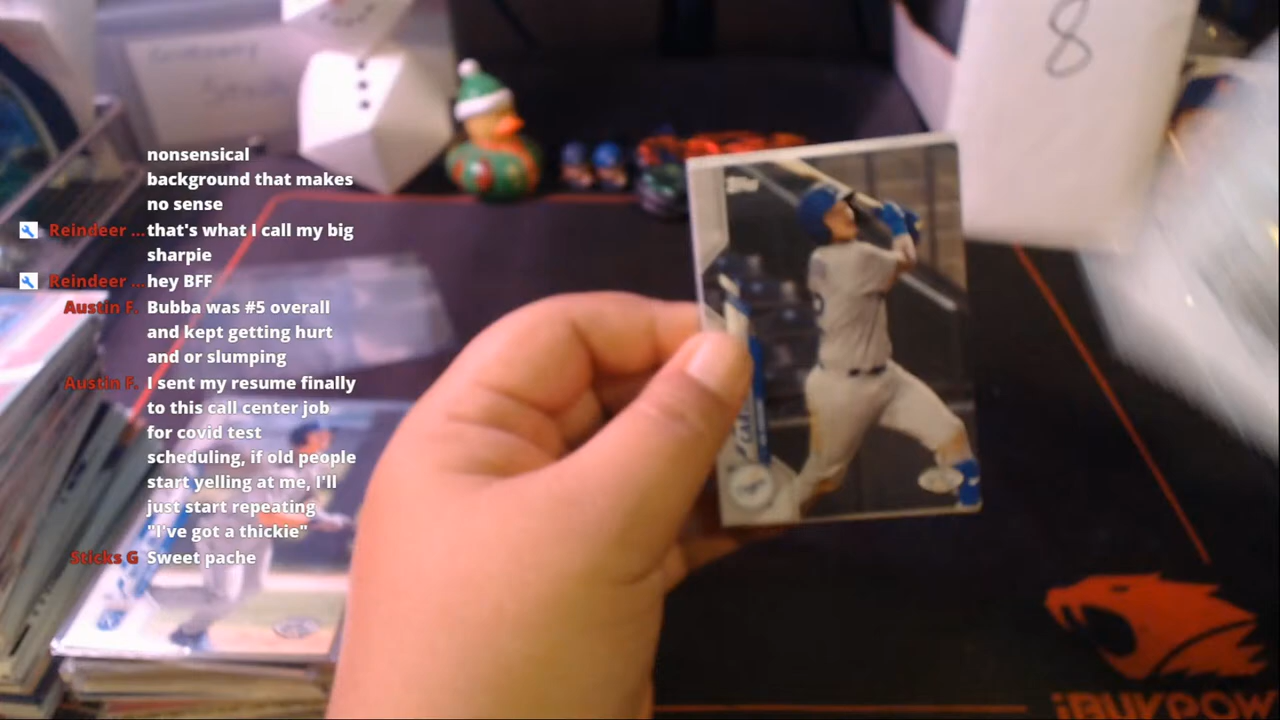 nonsensical
background that makes
no sense
Reindeer ... that's what I call my big
sharpie
Reindeer ... hey BFF
Austin F. Bubba was #5 overall
and kept getting hurt
and or slumping
Austin F. I sent my resume finally
to this call center job
for covid test
scheduling, if old people
start yelling at me, I'll
just start repeating
"I've got a thickie"
Sticks G Sweet pache
8
iBUYPOW